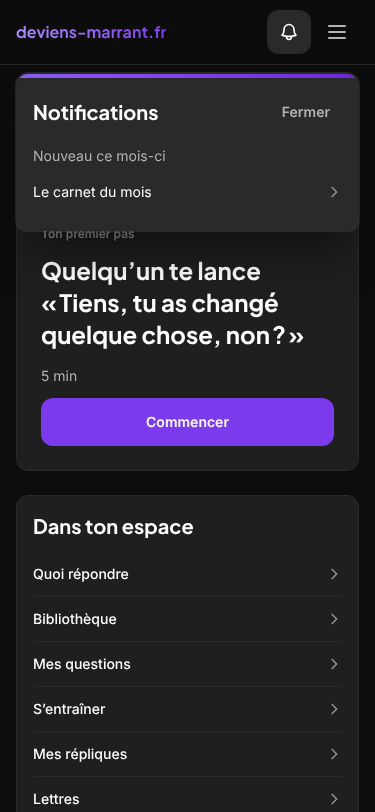 deviens-marrant.fr
Notifications
Fermer
Nouveau ce mois-ci
Le carnet du mois
Ton premier pas
Quelqu’un te lance
« Tiens, tu as changé
quelque chose, non ? »
5 min
Commencer
Dans ton espace
Quoi répondre
Bibliothèque
Mes questions
S’entraîner
Mes répliques
Lettres